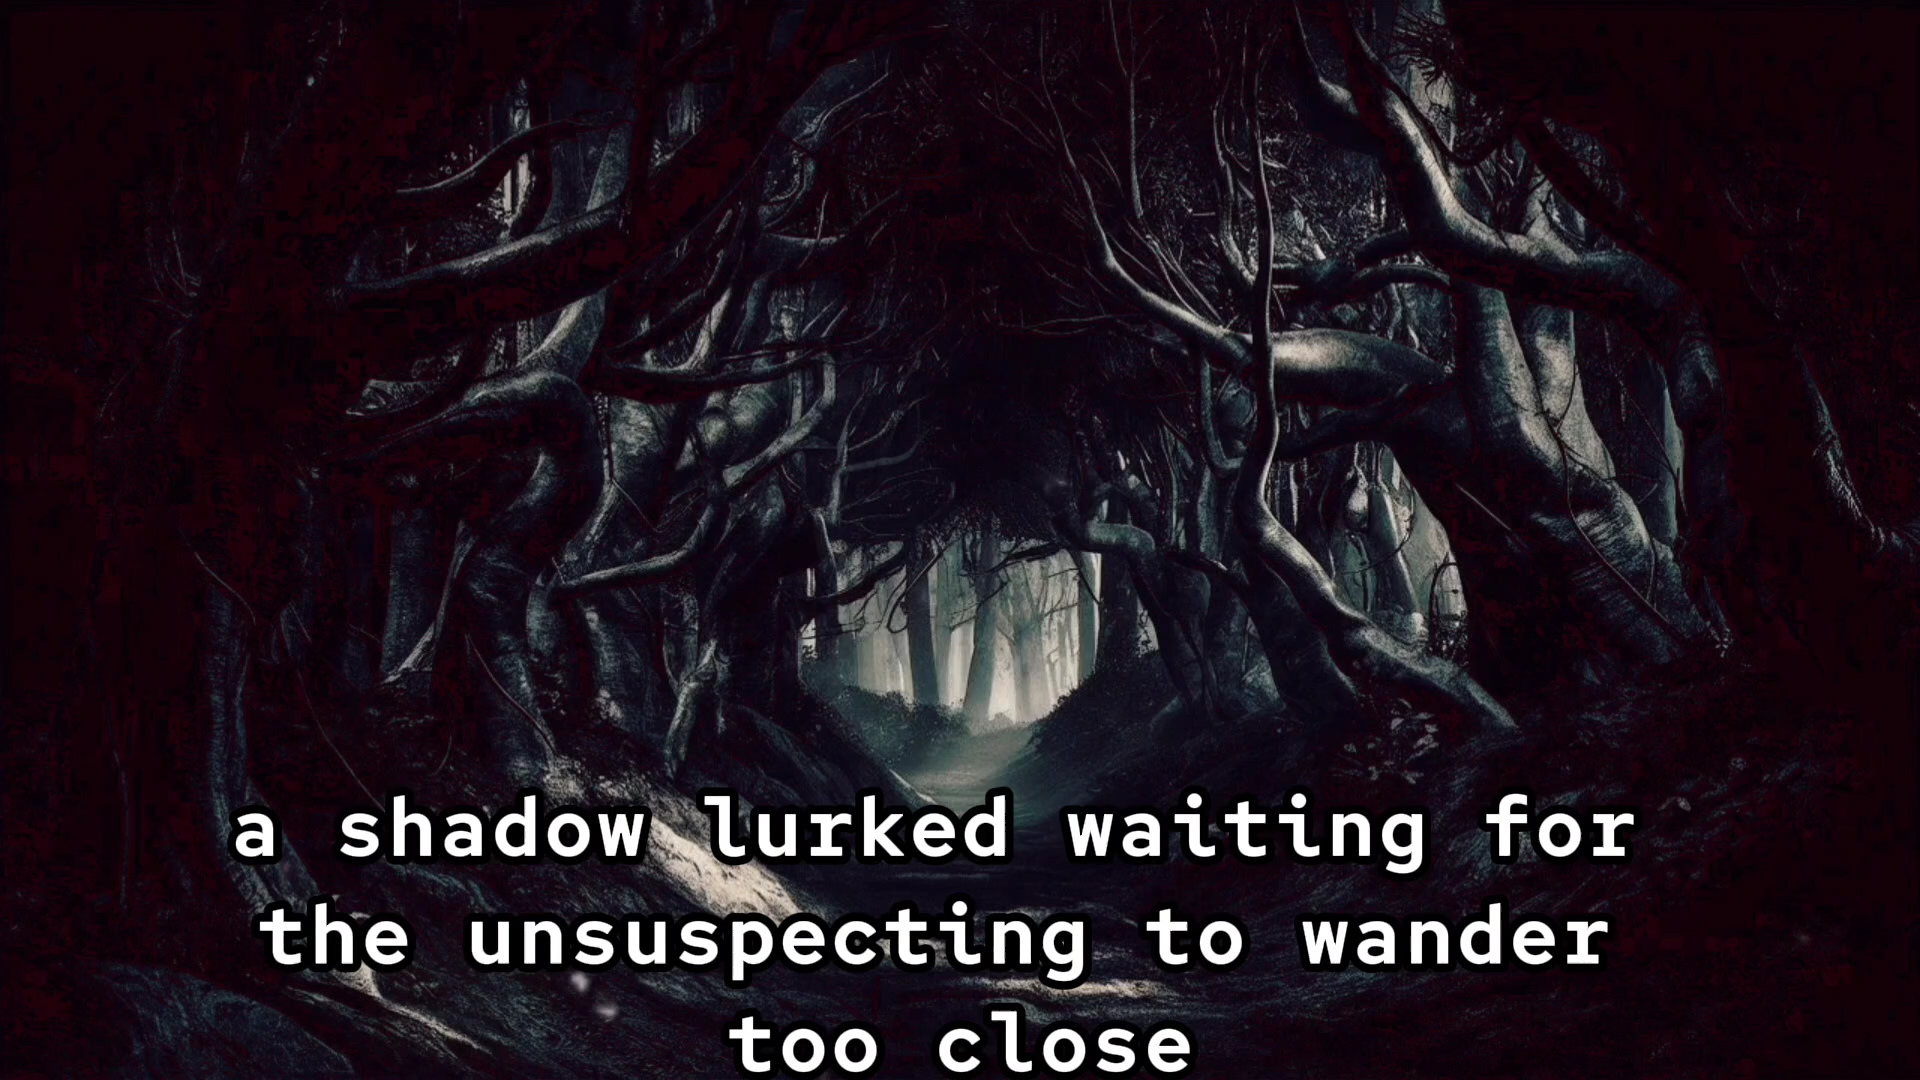 a shadow lurked waiting for
the unsuspecting to wander
too close